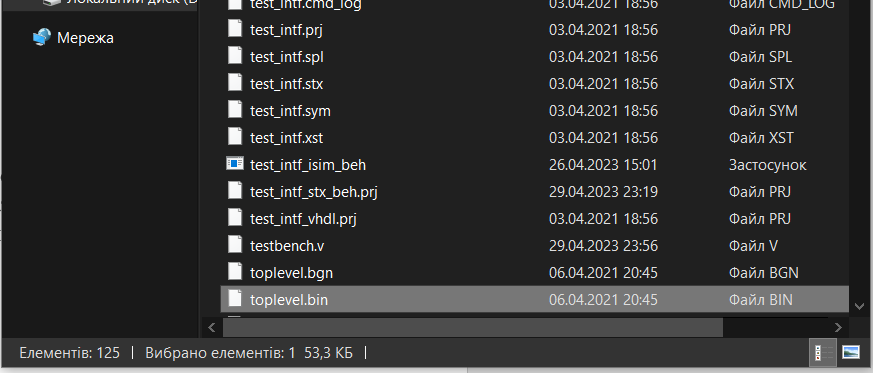 Локальний диск (D
Мережа
test_intf.cmd_log 03.04.2021 18:56 Файл CMD_LOG
test_intf.prj 03.04.2021 18:56 Файл PRJ
test_intf.spl 03.04.2021 18:56 Файл SPL
test_intf.stx 03.04.2021 18:56 Файл STX
test_intf.sym 03.04.2021 18:56 Файл SYM
test_intf.xst 03.04.2021 18:56 Файл XST
test_intf_isim_beh 26.04.2023 15:01 Застосунок
test_intf_stx_beh.prj 29.04.2023 23:19 Файл PRJ
test_intf_vhdl.prj 03.04.2021 18:56 Файл PRJ
testbench.v 29.04.2023 23:56 Файл V
toplevel.bgn 06.04.2021 20:45 Файл BGN
toplevel.bin 06.04.2021 20:45 Файл BIN
Елементів: 125 Вибрано елементів: 1 53,3 КБ